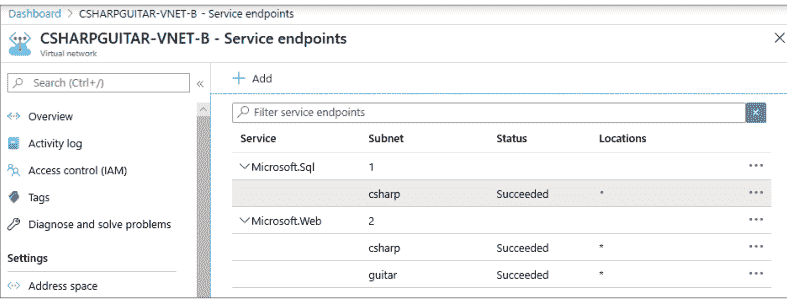 Dashboard > CSHARPGUITAR-VNET-B - Service endpoints
CSHARPGUITAR-VNET-B - Service endpoints
Virtual network
Search (Ctrl+/)
«
Overview
Activity log
Access control (IAM)
Tags
Diagnose and solve problems
Settings
Address space
+ Add
Filter service endpoints
Service Subnet Status Locations
Microsoft.Sql 1 ...
csharp Succeeded * ...
Microsoft.Web 2 ...
csharp Succeeded * ...
guitar Succeeded * ...